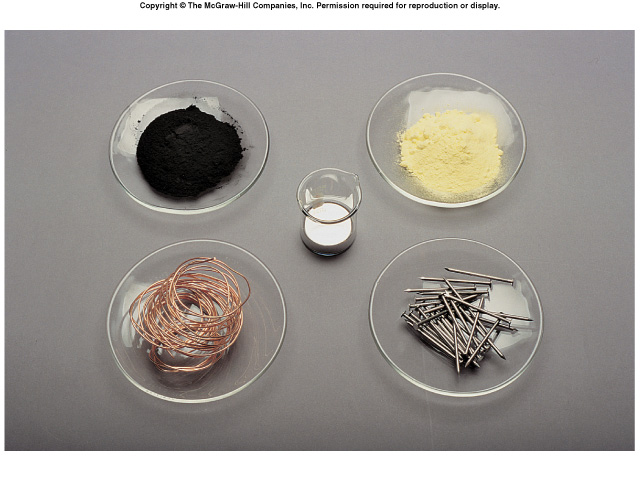 Copyright © The McGraw-Hill Companies, Inc. Permission required for reproduction or display.